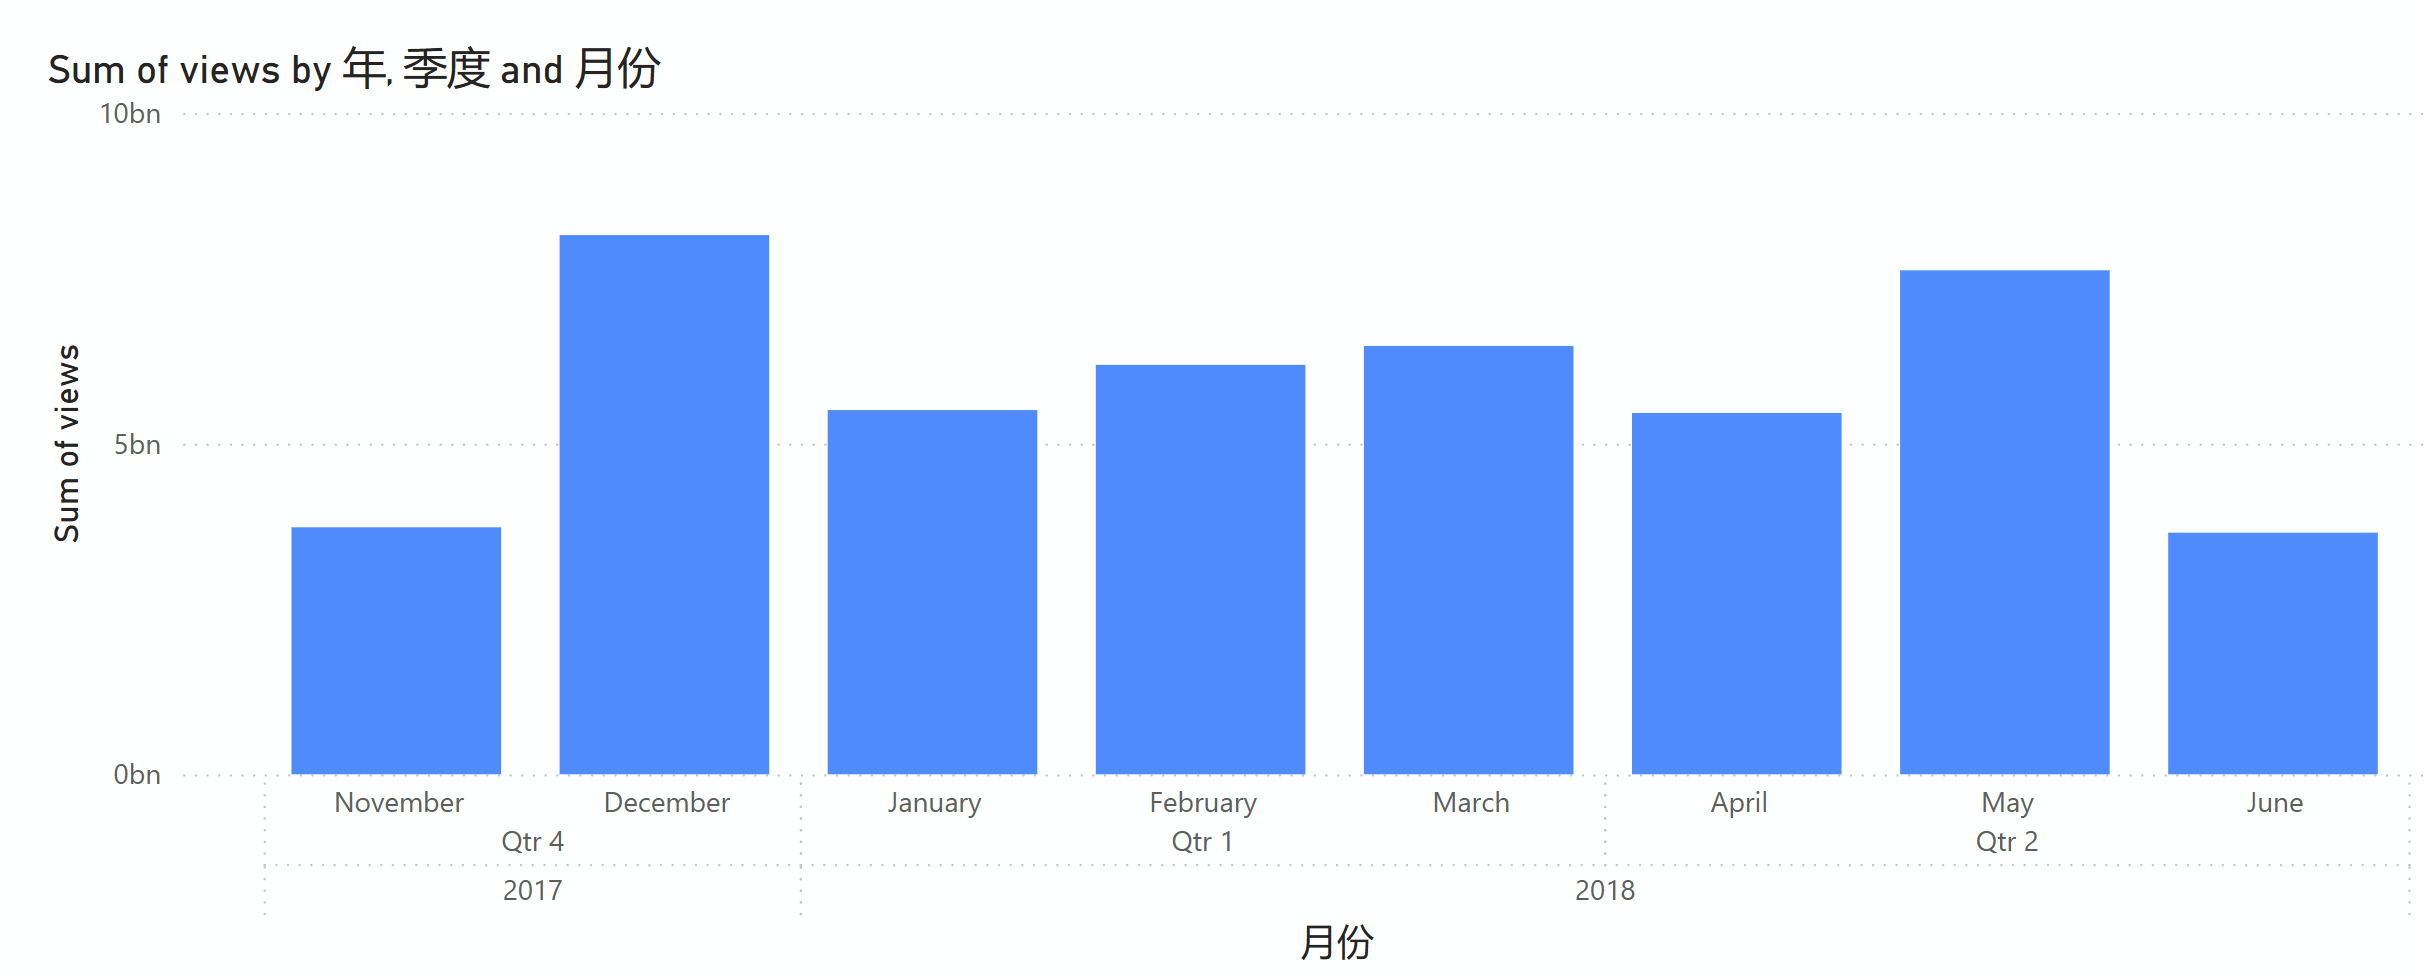 Sum of views by 年, 季度 and 月份
10bn
5bn
0bn
Sum of views
November December January February March April May June
Qtr 4 Qtr 1 Qtr 2
2017 2018
月份